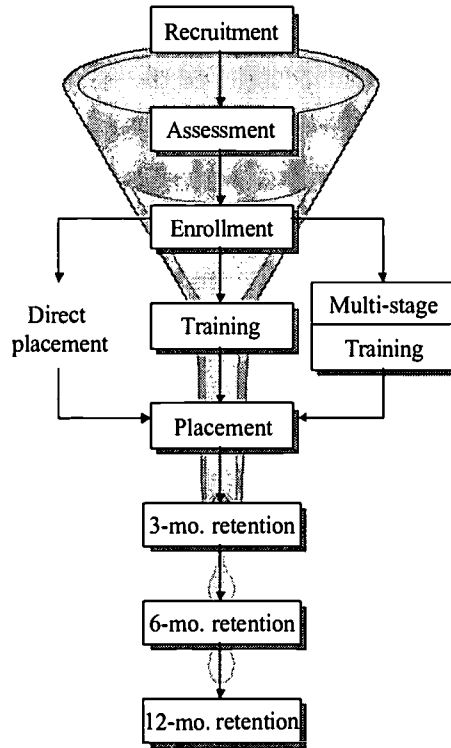 Recruitment
Assessment
Enrollment
Direct
placement
Training
Multi-stage
Training
Placement
3-mo. retention
6-mo. retention
12-mo. retention